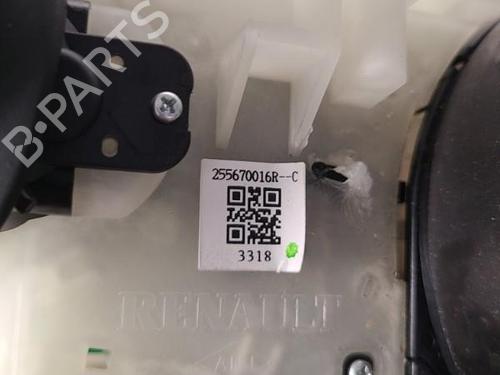 B-PARTS
255670016R--C
3318
RENAULT